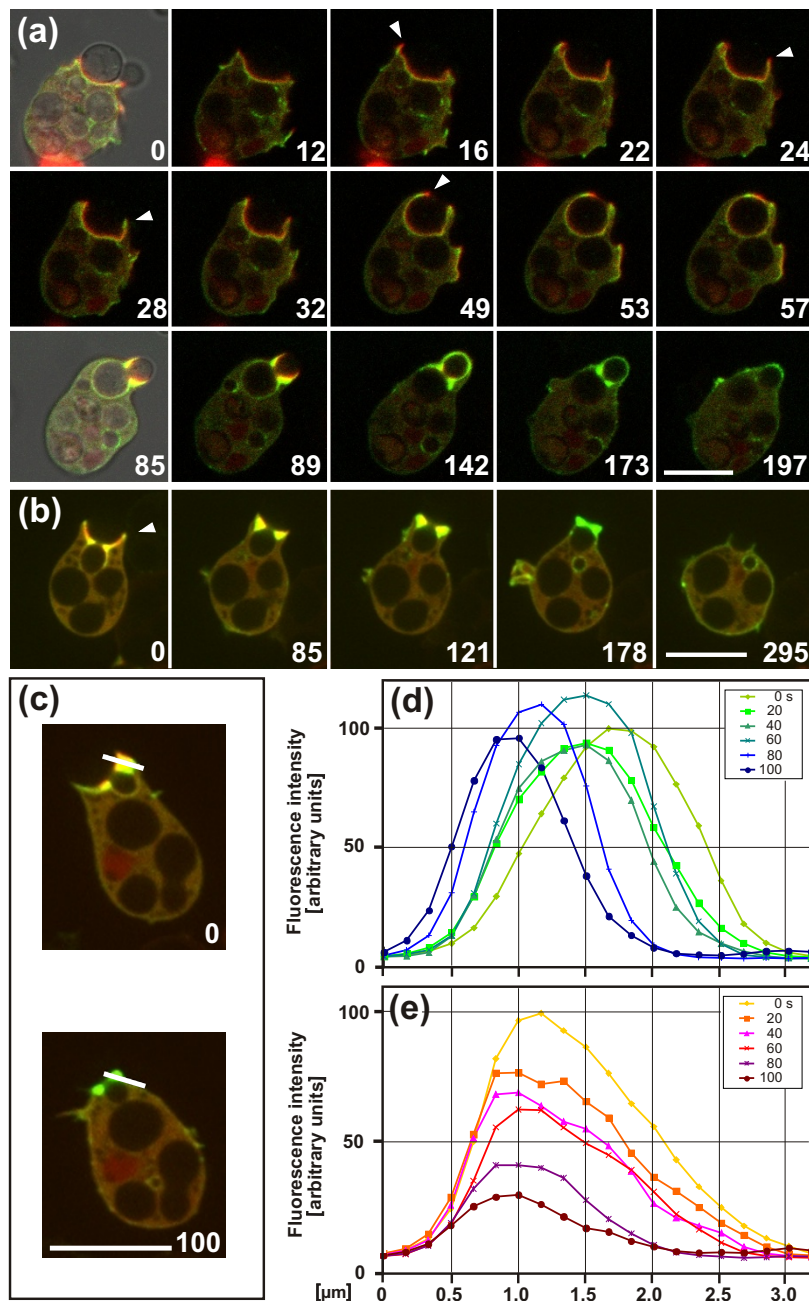 (a)
0 12 16 22 24
28 32 49 53 57
85 89 142 173 197
(b)
0 85 121 178 295
(c)
0
100
(d)
Fluorescence intensity
[arbitrary units]
100
50
0
0 s
20
40
60
80
100
(e)
Fluorescence intensity
[arbitrary units]
100
50
0
0 s
20
40
60
80
100
[µm] 0 0.5 1.0 1.5 2.0 2.5 3.0